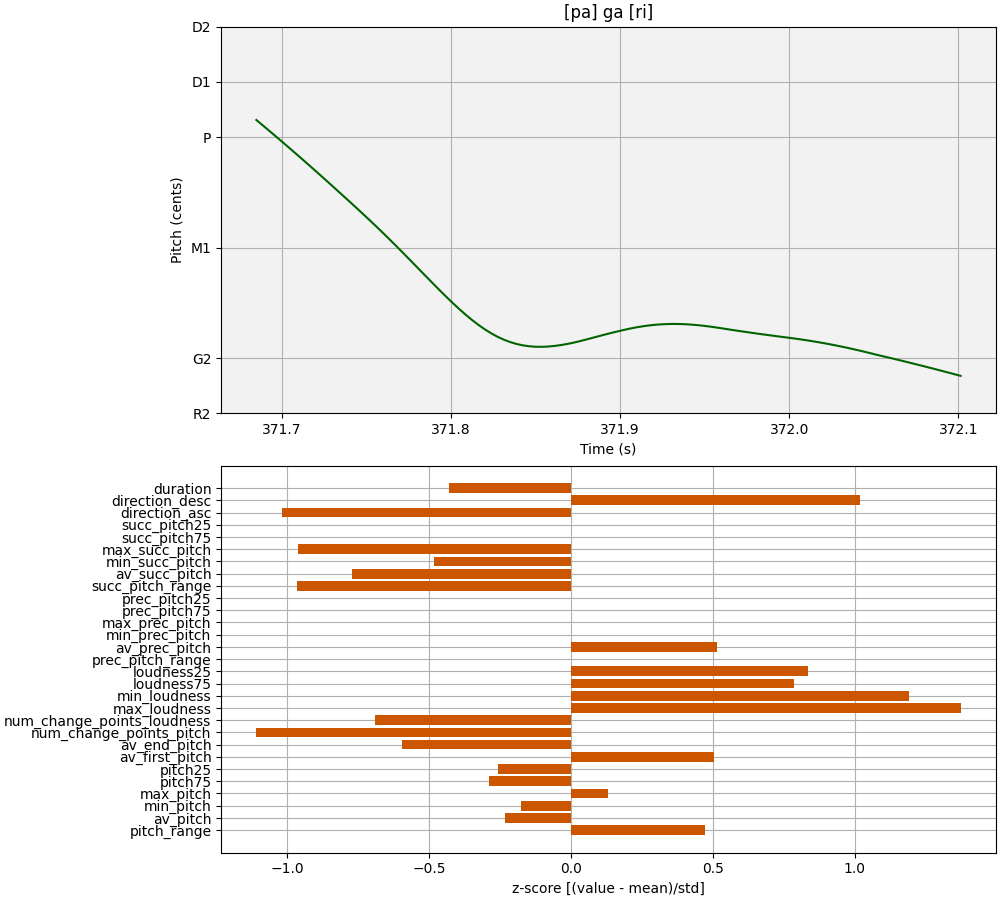 [pa] ga [ri]
D2
D1
P
M1
G2
R2
Pitch (cents)
371.7 371.8 371.9 372.0 372.1
Time (s)
duration
direction_desc
direction_asc
succ_pitch25
succ_pitch75
max_succ_pitch
min_succ_pitch
av_succ_pitch
succ_pitch_range
prec_pitch25
prec_pitch75
max_prec_pitch
min_prec_pitch
av_prec_pitch
prec_pitch_range
loudness25
loudness75
min_loudness
max_loudness
num_change_points_loudness
num_change_points_pitch
av_end_pitch
av_first_pitch
pitch25
pitch75
max_pitch
min_pitch
av_pitch
pitch_range
−1.0 −0.5 0.0 0.5 1.0
z-score [(value - mean)/std]